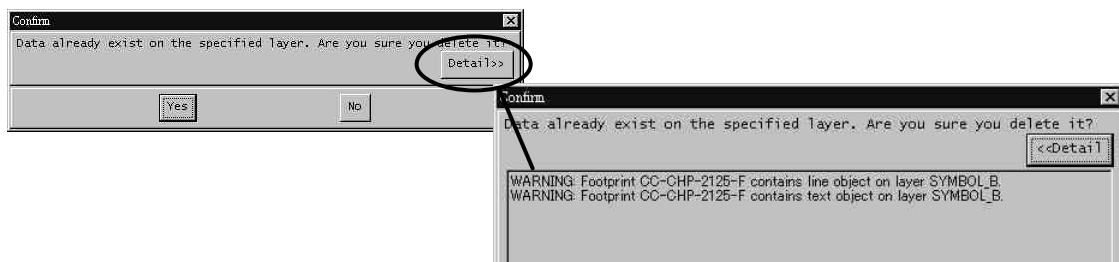 Confirm
Data already exist on the specified layer. Are you sure you delete it?
Detail>>
Yes
No
Confirm
Data already exist on the specified layer. Are you sure you delete it?
<<Detail
WARNING: Footprint CC-CHP-2125-F contains line object on layer SYMBOL_B.
WARNING: Footprint CC-CHP-2125-F contains text object on layer SYMBOL_B.